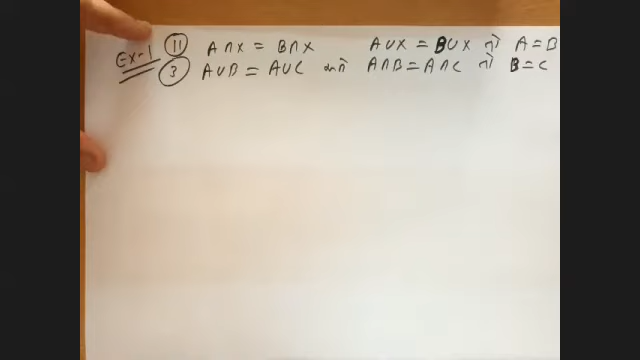 Ex-1 (11) A∩X = B∩X A∪X = B∪X તો A=B
(3) A∪B = A∪C અને A∩B = A∩C તો B=C